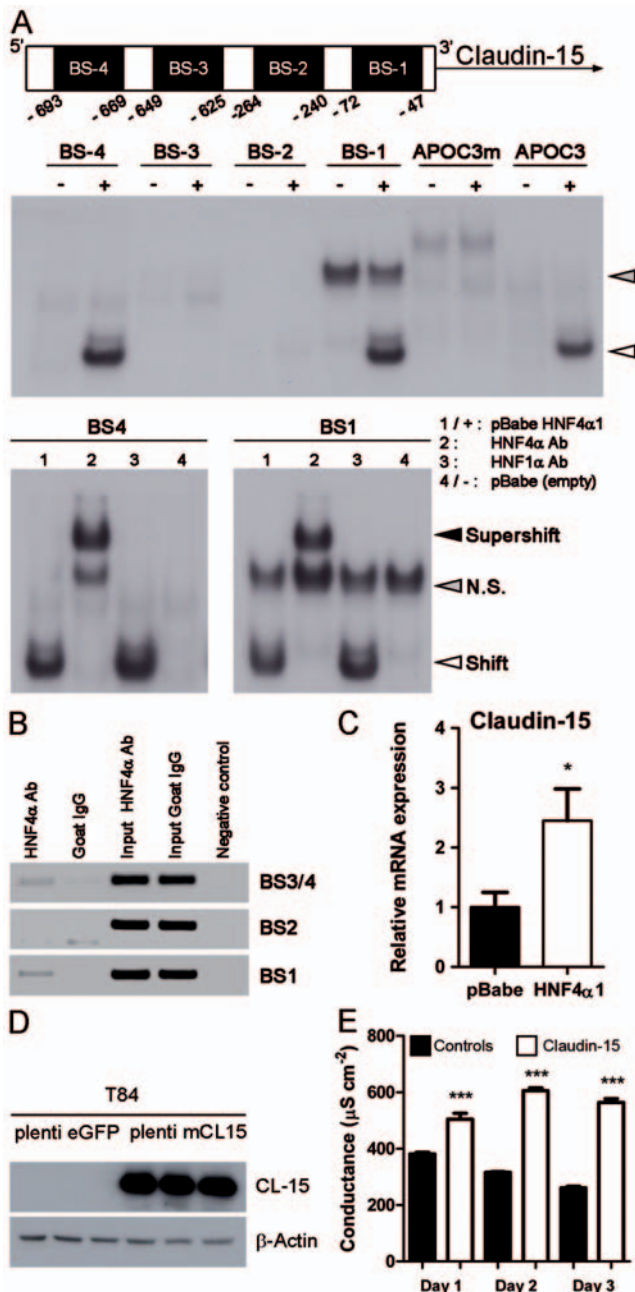 A
5' 3' Claudin-15
BS-4 BS-3 BS-2 BS-1
- 693 - 669 - 649 - 625 - 264 - 240 - 72 - 47
BS-4 BS-3 BS-2 BS-1 APOC3m APOC3
- + - + - + - + - + - +
1 / + : pBabe HNF4α1
2 : HNF4α Ab
3 : HNF1α Ab
4 / - : pBabe (empty)
BS4 BS1
1 2 3 4 1 2 3 4
Supershift
N.S.
Shift
B
HNF4α Ab
Goat IgG
Input HNF4α Ab
Input Goat IgG
Negative control
BS3/4
BS2
BS1
C
Claudin-15
Relative mRNA expression
4
3
2
1
0
*
pBabe HNF4α1
D
T84
plenti eGFP plenti mCL15
CL-15
β-Actin
E
Controls Claudin-15
Conductance (µS cm-2)
800
600
400
200
0
*** *** ***
Day 1 Day 2 Day 3